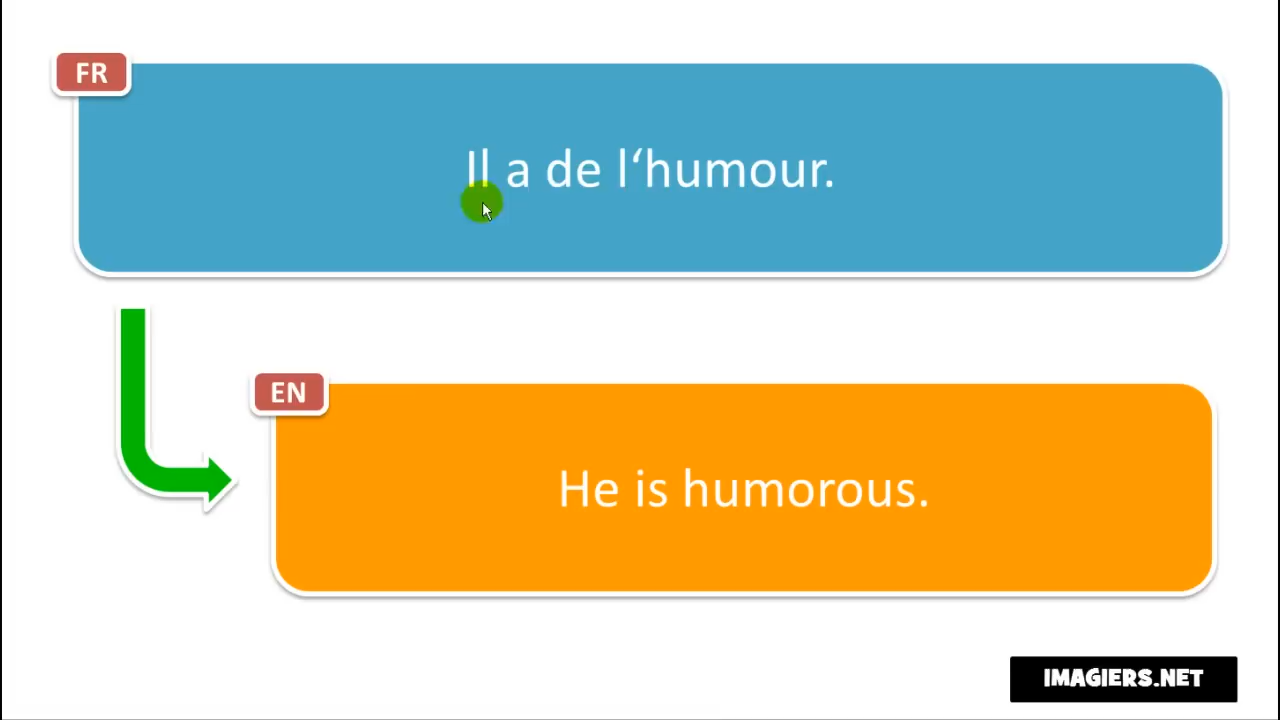 FR
Il a de l‘humour.
EN
He is humorous.
IMAGIERS.NET